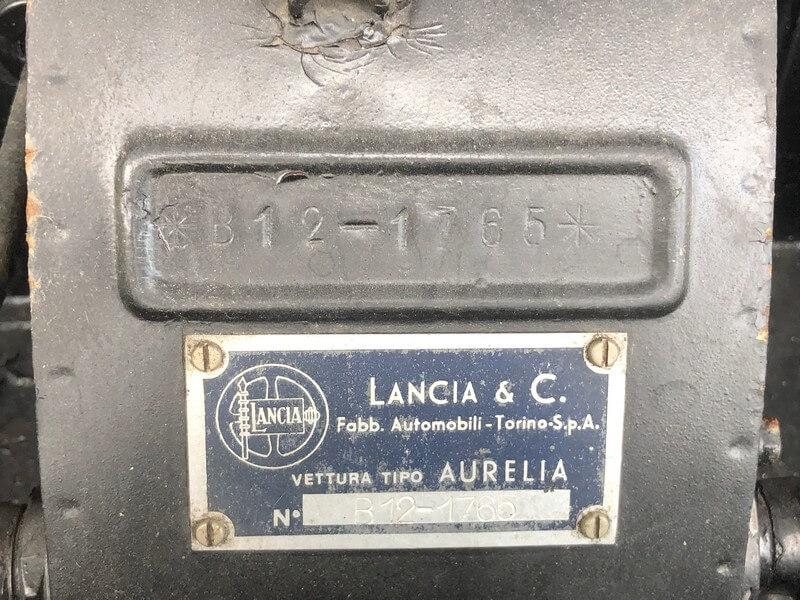 *B12-1765*
LANCIA & C.
LANCIA
Fabb. Automobili - Torino-S.p.A.
VETTURA TIPO AURELIA
N° B12-1765